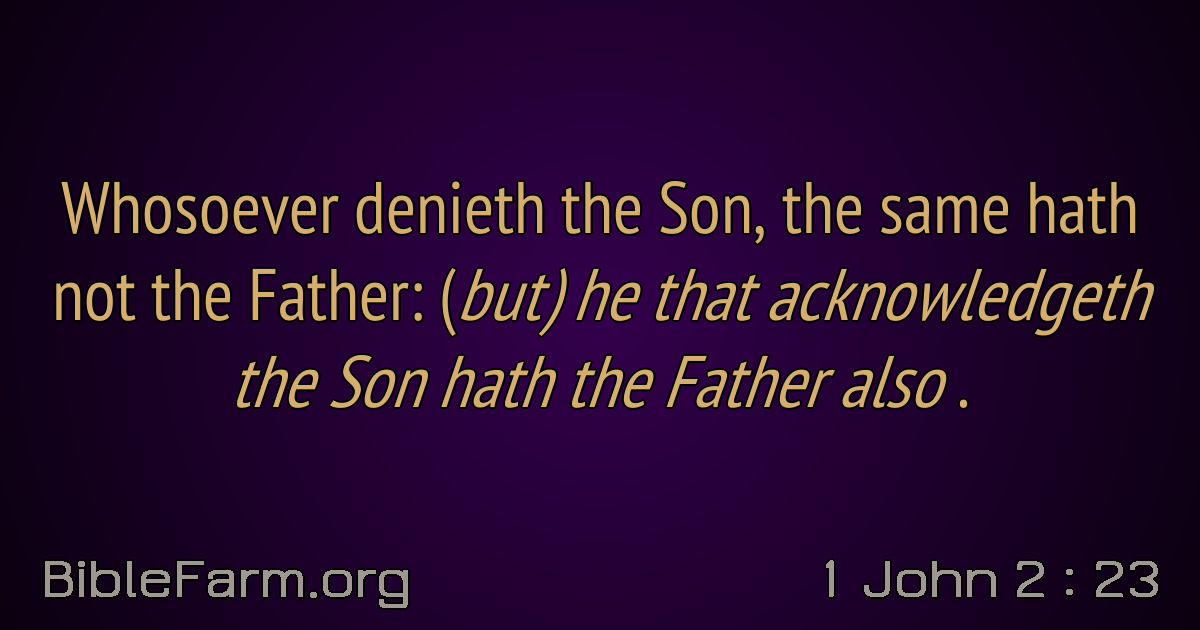 Whosoever denieth the Son, the same hath
not the Father: (but) he that acknowledgeth
the Son hath the Father also .
BibleFarm.org
1 John 2 : 23